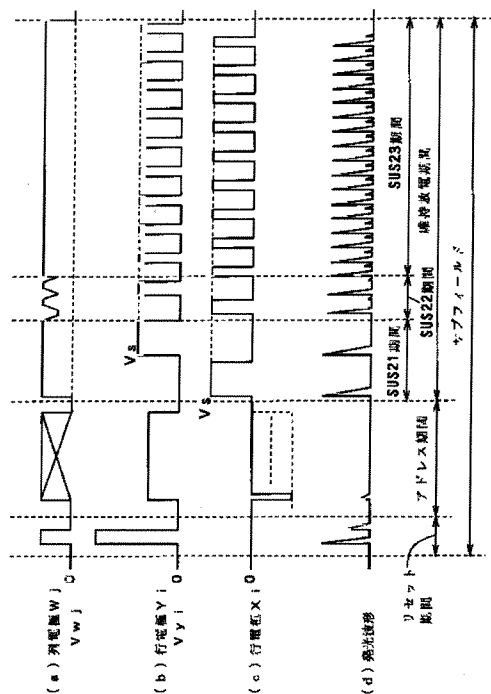 (a) 列電極Wj
Vwj
0
(b) 行電極Yi
Vyi
0
Vs
(c) 行電極Xi
0
Vs
(d) 発光波形
リセット
期間
アドレス期間
SUS21期間
SUS22期間
SUS23期間
維持放電期間
サブフィールド